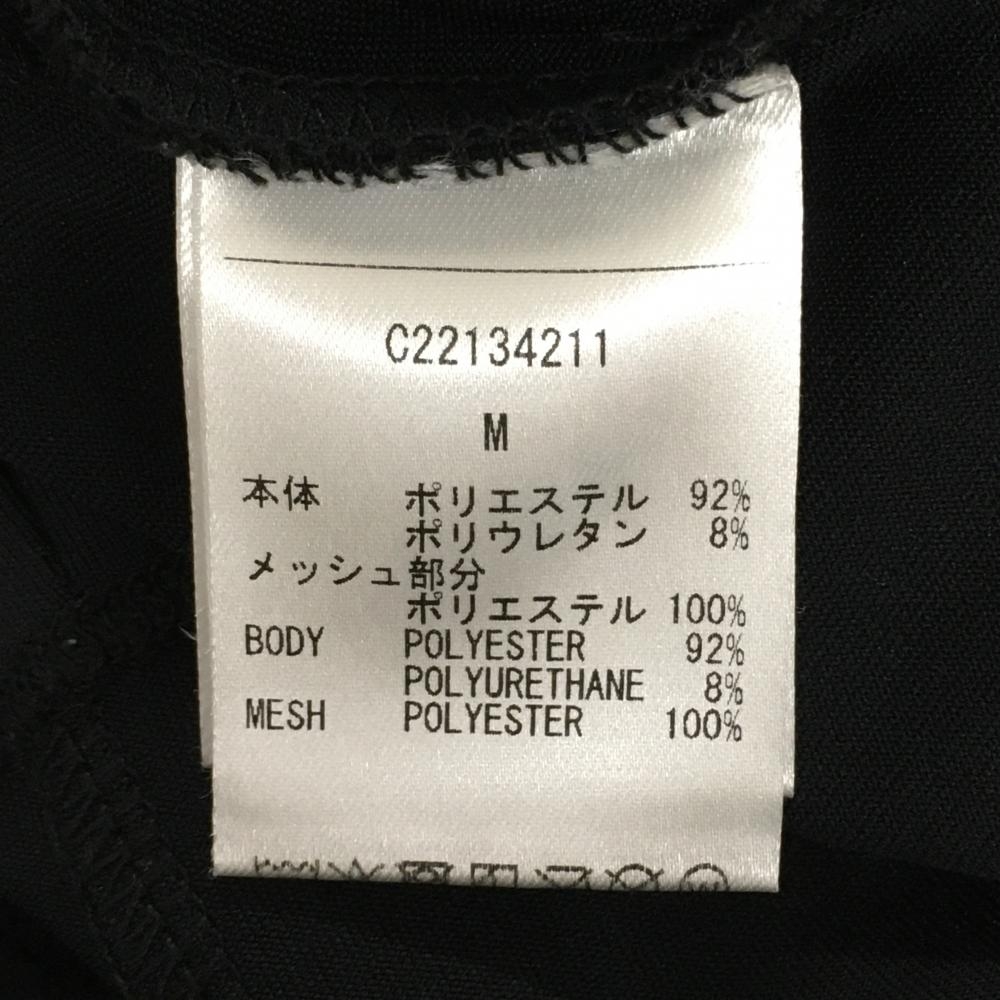 C22134211
M
本体 ポリエステル 92%
ポリウレタン 8%
メッシュ部分
ポリエステル 100%
BODY POLYESTER 92%
POLYURETHANE 8%
MESH POLYESTER 100%